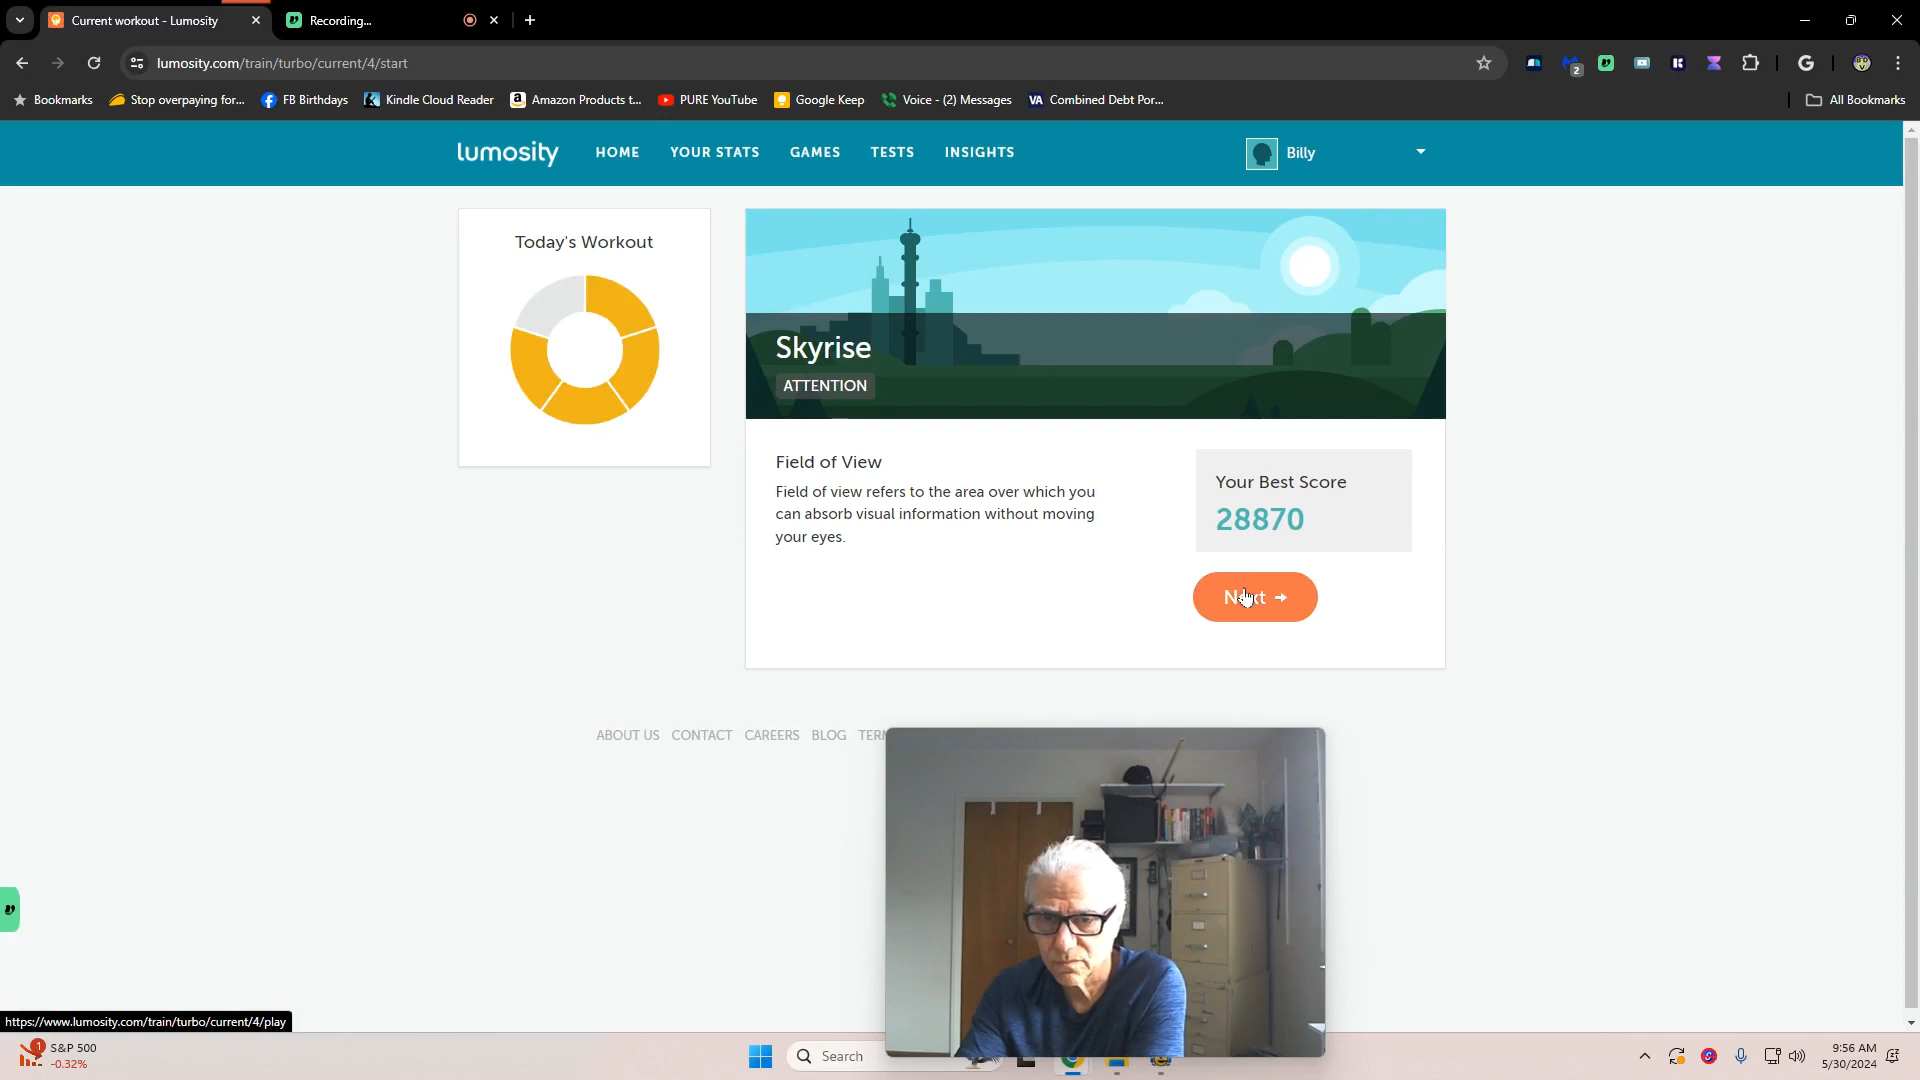 Current workout - Lumosity
Recording...
lumosity.com/train/turbo/current/4/start
2
G
Bookmarks
Stop overpaying for...
FB Birthdays
Kindle Cloud Reader
Amazon Products t...
PURE YouTube
Google Keep
Voice - (2) Messages
VA Combined Debt Por...
All Bookmarks
lumosity
HOME
YOUR STATS
GAMES
TESTS
INSIGHTS
Billy
Today's Workout
Skyrise
ATTENTION
Field of View
Field of view refers to the area over which you
can absorb visual information without moving
your eyes.
Your Best Score
28870
Next
ABOUT US CONTACT CAREERS BLOG
https://www.lumosity.com/train/turbo/current/4/play
1
S&P 500
-0.32%
Search
9:56 AM
5/30/2024